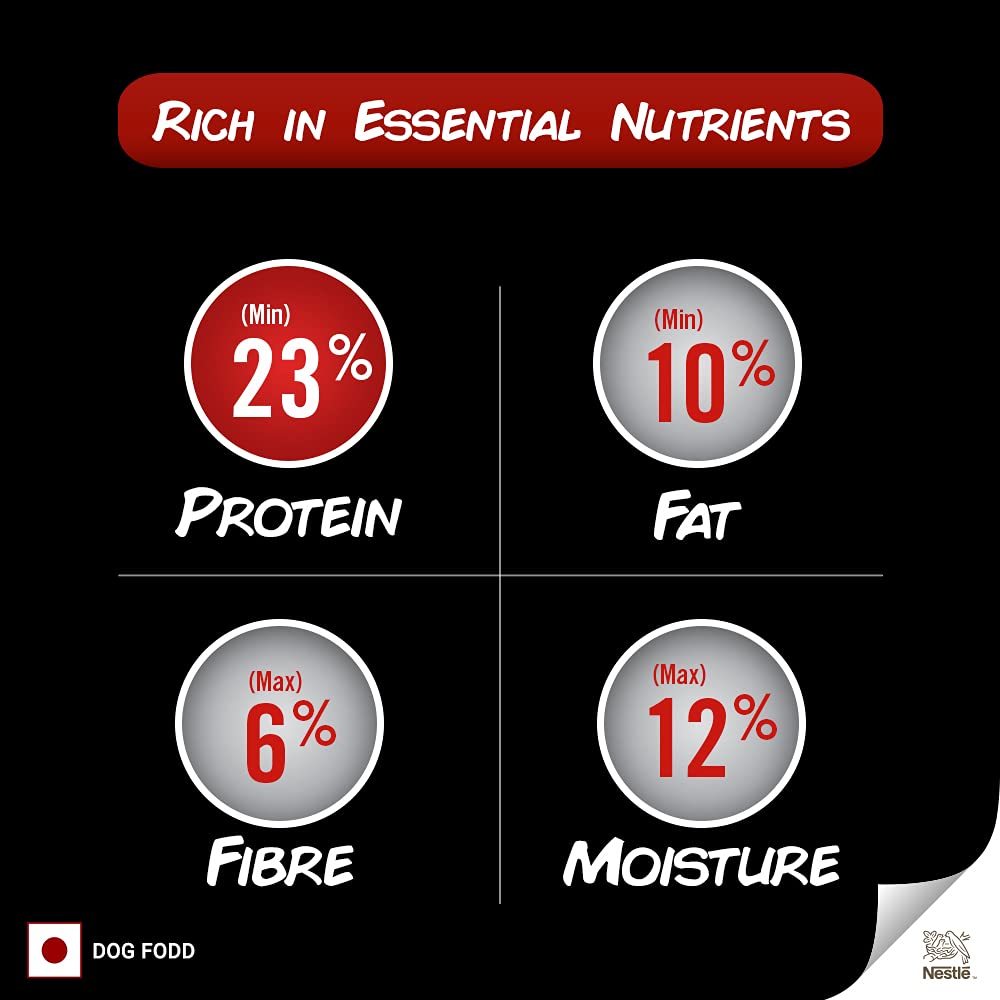 Rich in Essential Nutrients
(Min)
23%
Protein
(Min)
10%
Fat
(Max)
6%
Fibre
(Max)
12%
Moisture
DOG FODD
Nestlé